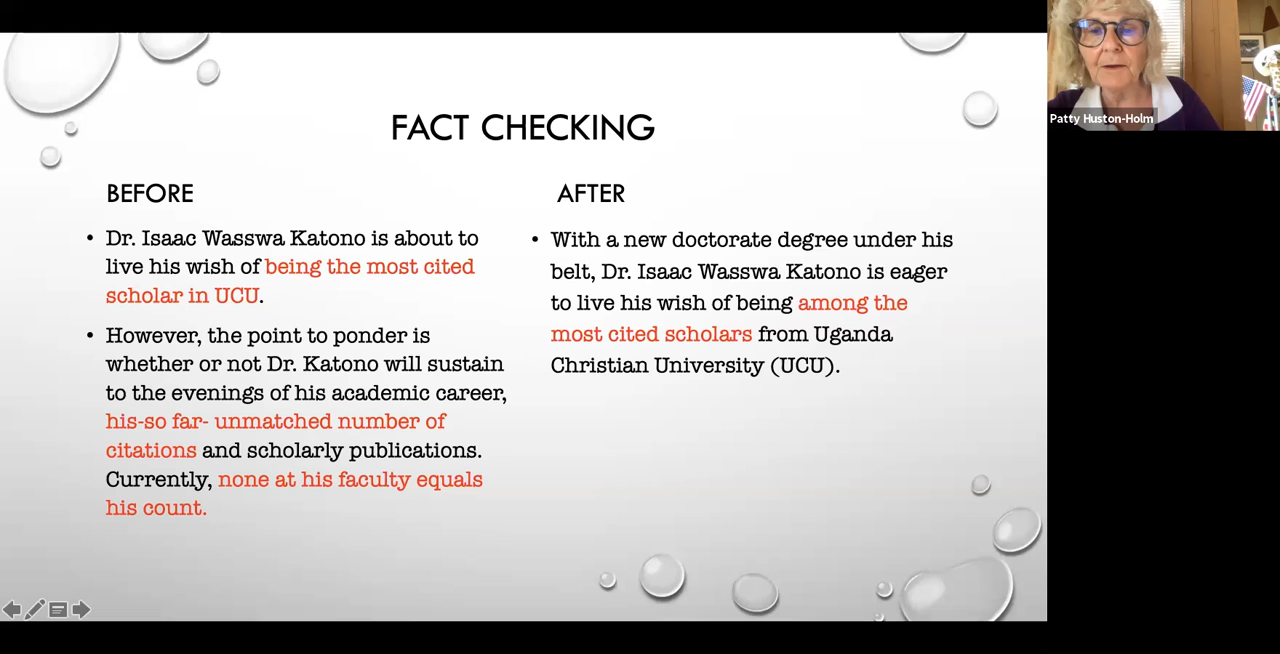 FACT CHECKING
BEFORE
• Dr. Isaac Wasswa Katono is about to
live his wish of being the most cited
scholar in UCU.
• However, the point to ponder is
whether or not Dr. Katono will sustain
to the evenings of his academic career,
his-so far- unmatched number of
citations and scholarly publications.
Currently, none at his faculty equals
his count.
AFTER
• With a new doctorate degree under his
belt, Dr. Isaac Wasswa Katono is eager
to live his wish of being among the
most cited scholars from Uganda
Christian University (UCU).
Patty Huston-Holm